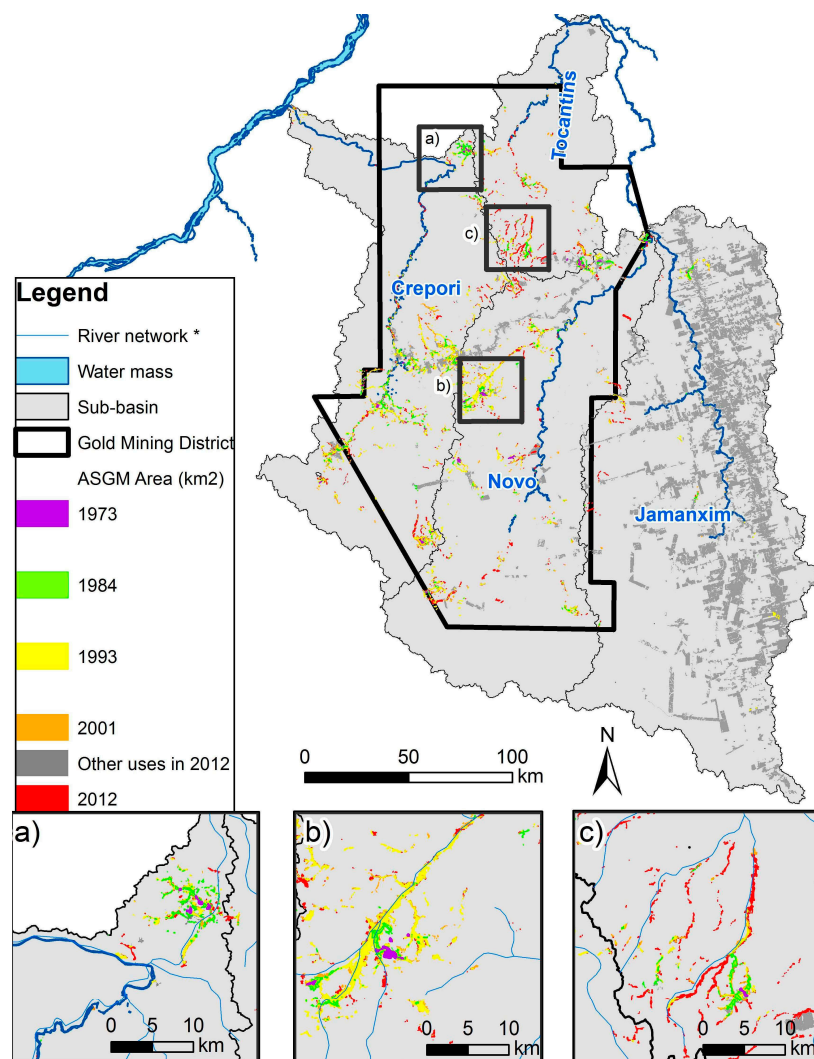 Tocantins
a)
c)
Crepori
b)
Novo
Jamanxim
Legend
River network *
Water mass
Sub-basin
Gold Mining District
ASGM Area (km2)
1973
1984
1993
2001
Other uses in 2012
2012
0 50 100
km
N
a)
0 5 10
km
b)
0 5 10
km
c)
0 5 10
km